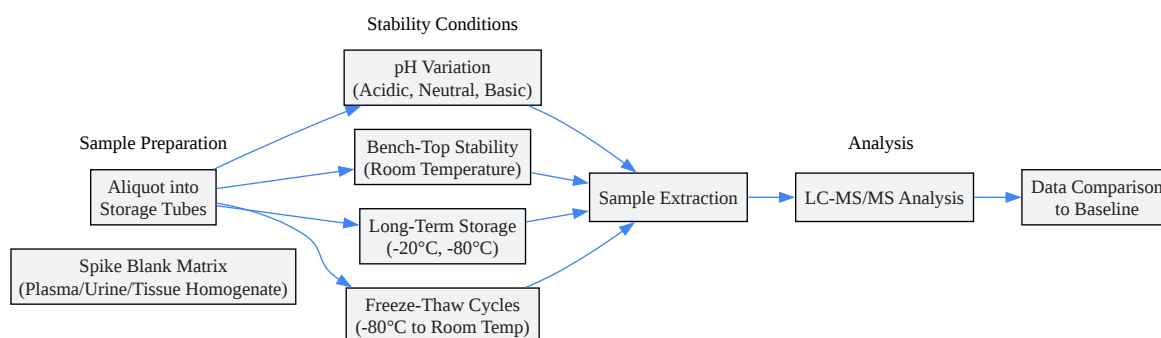 Stability Conditions
pH Variation
(Acidic, Neutral, Basic)
Sample Preparation
Bench-Top Stability
(Room Temperature)
Analysis
Aliquot into
Storage Tubes
Sample Extraction
LC-MS/MS Analysis
Data Comparison
to Baseline
Long-Term Storage
(-20°C, -80°C)
Spike Blank Matrix
(Plasma/Urine/Tissue Homogenate)
Freeze-Thaw Cycles
(-80°C to Room Temp)